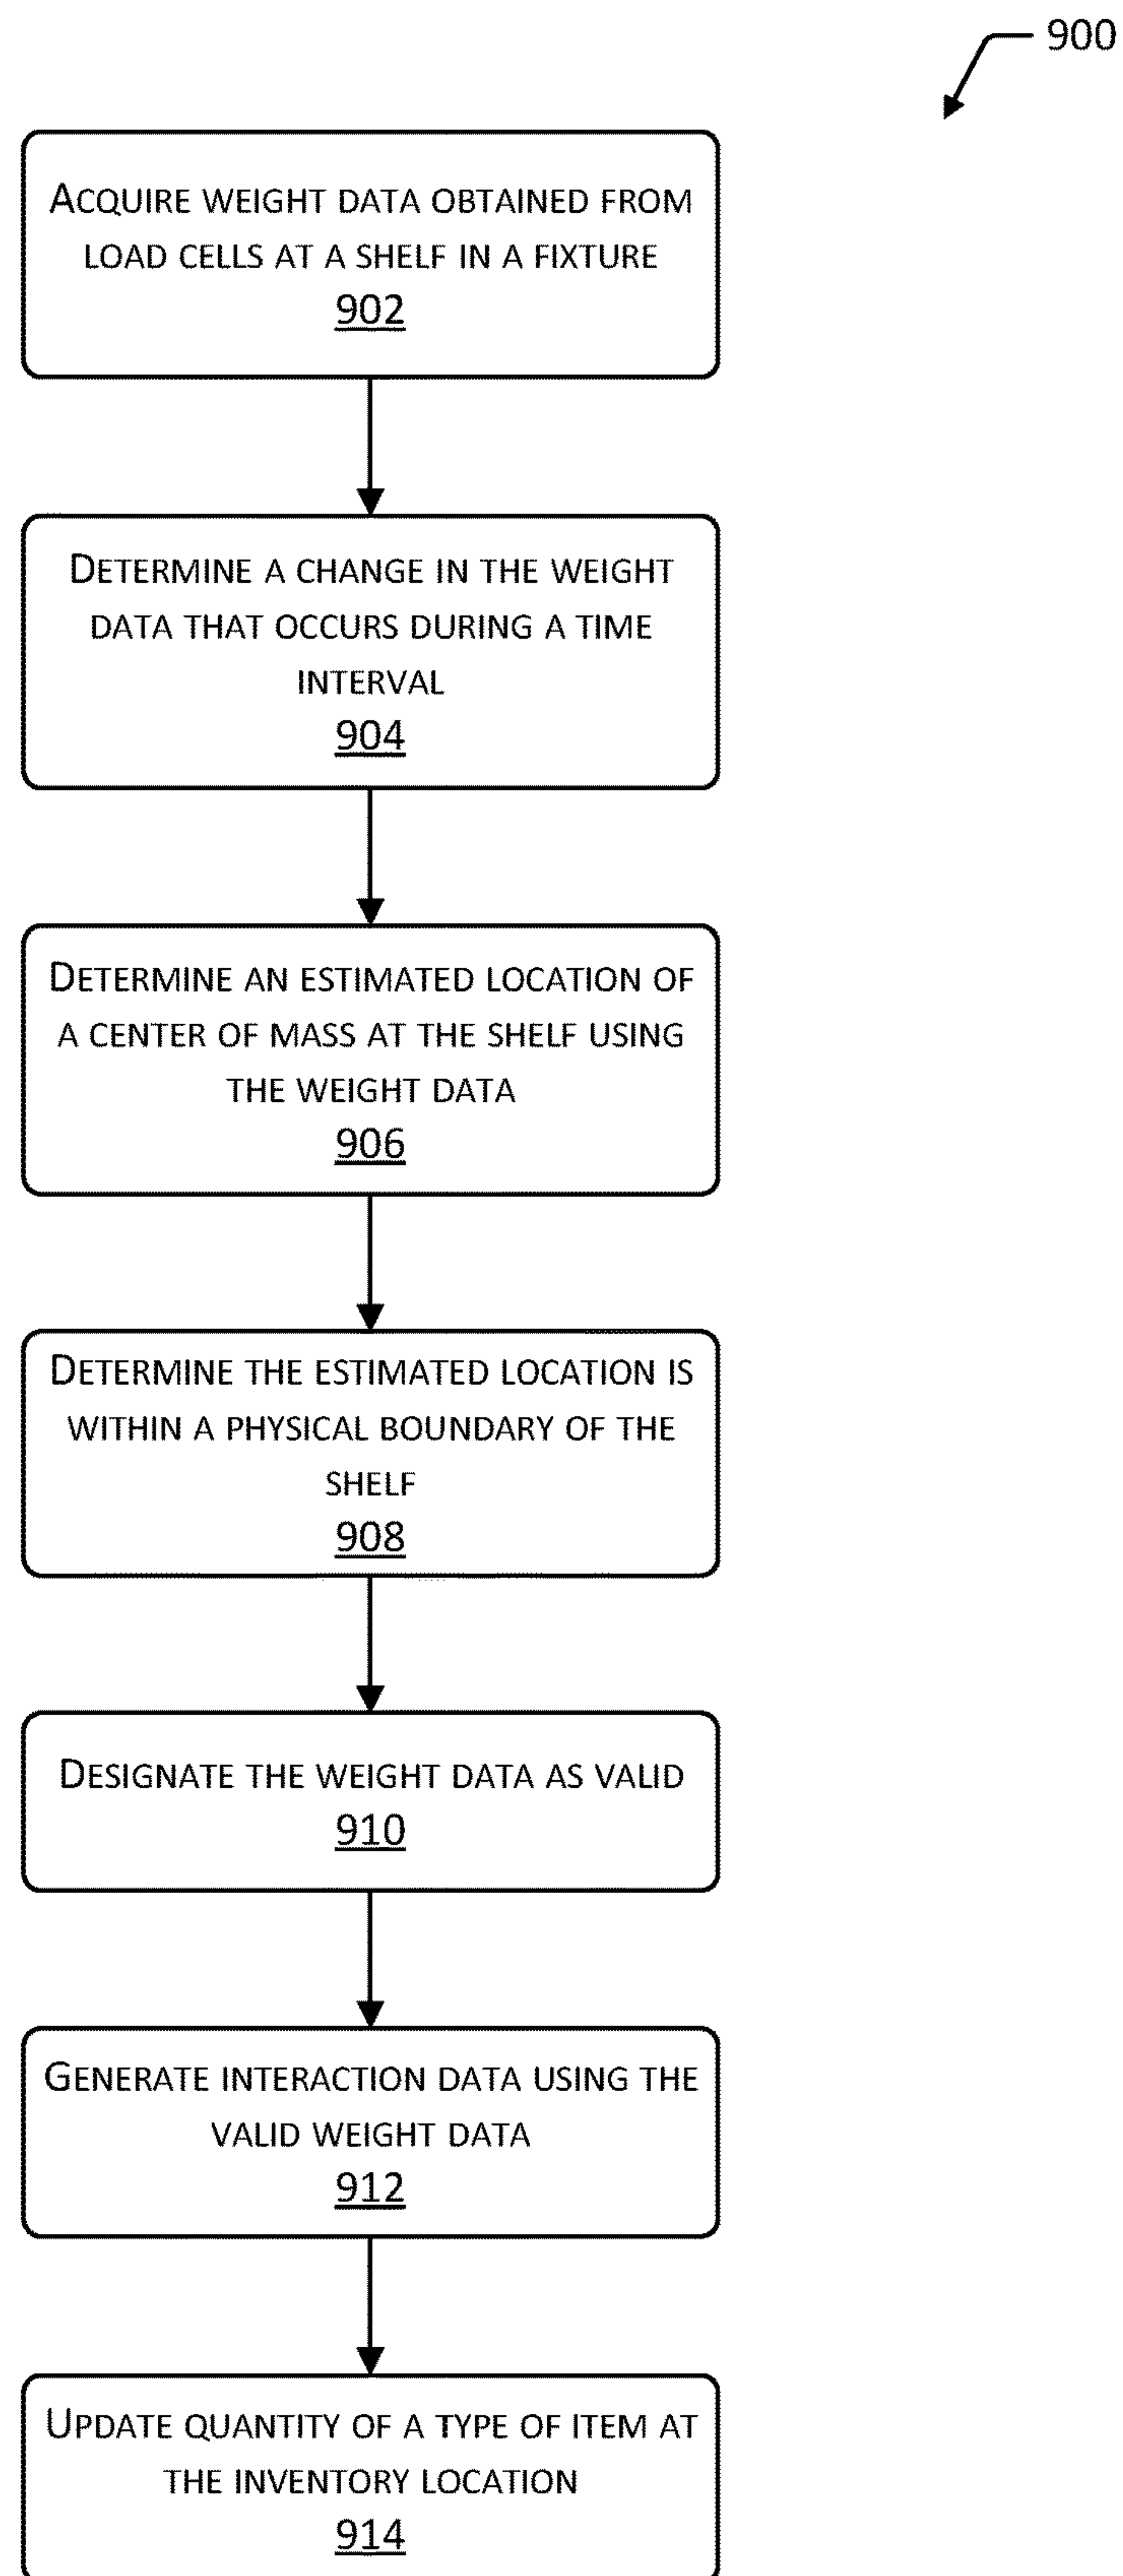 900
ACQUIRE WEIGHT DATA OBTAINED FROM
LOAD CELLS AT A SHELF IN A FIXTURE
902
DETERMINE A CHANGE IN THE WEIGHT
DATA THAT OCCURS DURING A TIME
INTERVAL
904
DETERMINE AN ESTIMATED LOCATION OF
A CENTER OF MASS AT THE SHELF USING
THE WEIGHT DATA
906
DETERMINE THE ESTIMATED LOCATION IS
WITHIN A PHYSICAL BOUNDARY OF THE
SHELF
908
DESIGNATE THE WEIGHT DATA AS VALID
910
GENERATE INTERACTION DATA USING THE
VALID WEIGHT DATA
912
UPDATE QUANTITY OF A TYPE OF ITEM AT
THE INVENTORY LOCATION
914